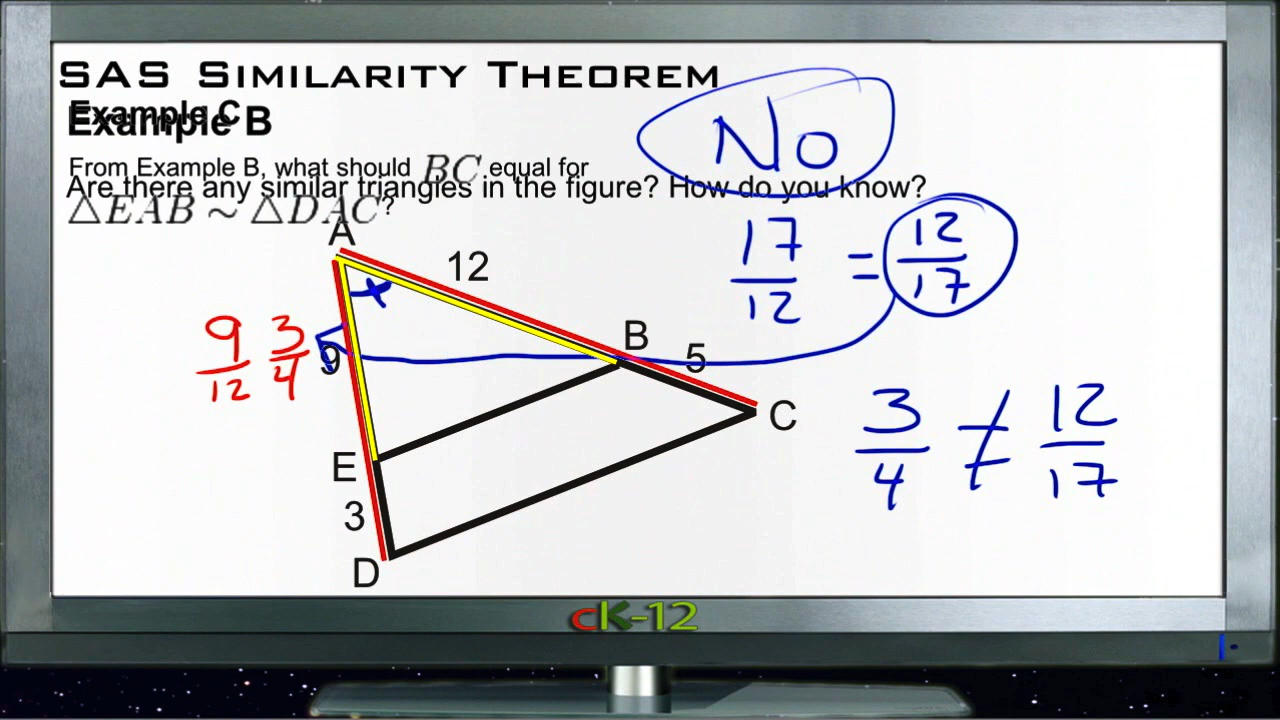 SAS SIMILARITY THEOREM
Example C
Example B
From Example B, what should BC equal for
Are there any similar triangles in the figure? How do you know?
△EAB ~ △DAC?
No
A
12
17/12 = 12/17
x
9/12 3/4
9
B
5
C
3/4 ≠ 12/17
E
3
D
cK-12